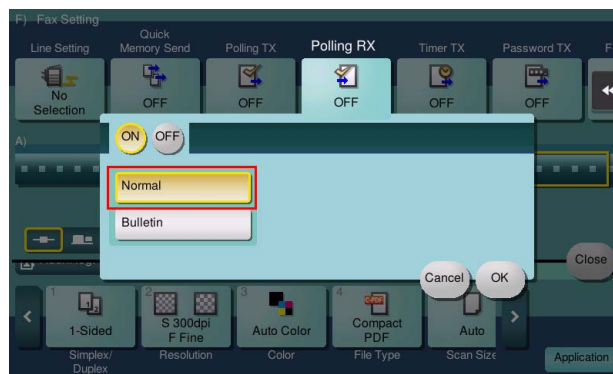 F) Fax Setting
Quick
Line Setting Memory Send Polling TX Polling RX Timer TX Password TX F
No
Selection
OFF OFF OFF OFF OFF
A)
ON OFF
Normal
Bulletin
Cancel OK
Close
1 2 3 4
1-Sided
S 300dpi
F Fine
Auto Color
Compact
PDF
Auto
Simplex/
Duplex
Resolution Color File Type Scan Size
Application